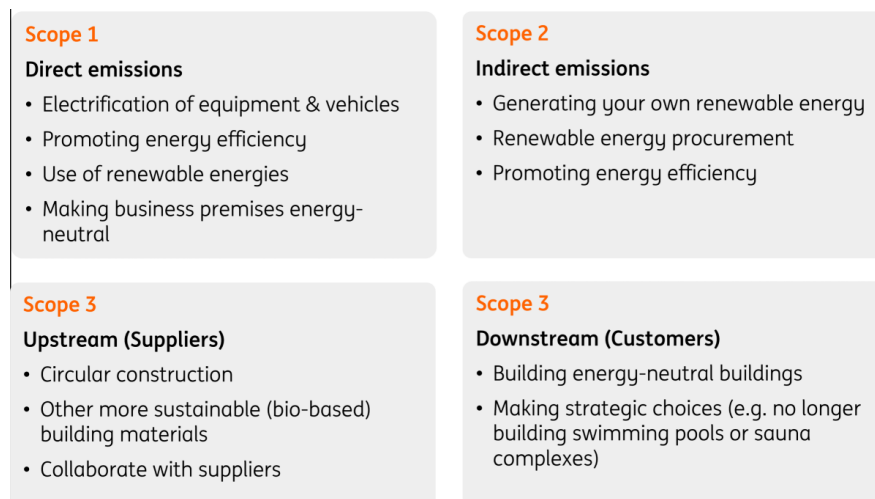 Scope 1
Direct emissions
• Electrification of equipment & vehicles
• Promoting energy efficiency
• Use of renewable energies
• Making business premises energy-
neutral
Scope 2
Indirect emissions
• Generating your own renewable energy
• Renewable energy procurement
• Promoting energy efficiency
Scope 3
Upstream (Suppliers)
• Circular construction
• Other more sustainable (bio-based)
building materials
• Collaborate with suppliers
Scope 3
Downstream (Customers)
• Building energy-neutral buildings
• Making strategic choices (e.g. no longer
building swimming pools or sauna
complexes)